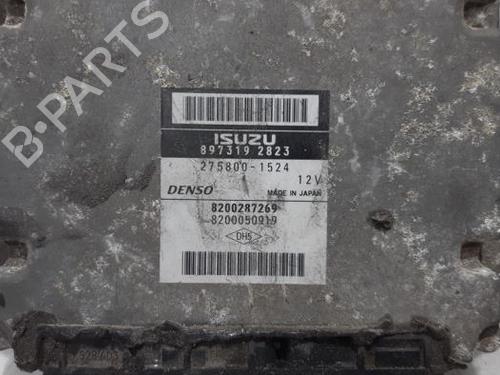 B-PARTS
ISUZU
897319 2823
275800-1524
12V
DENSO
MADE IN JAPAN
8200287269
8200050919
DHS